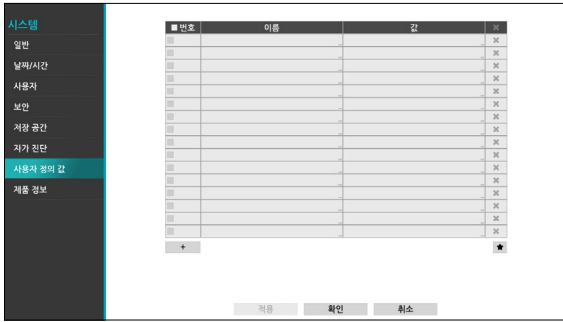 시스템
일반
날짜/시간
사용자
보안
저장 공간
자가 진단
사용자 정의 값
제품 정보
번호 이름 값
+
적용 확인 취소